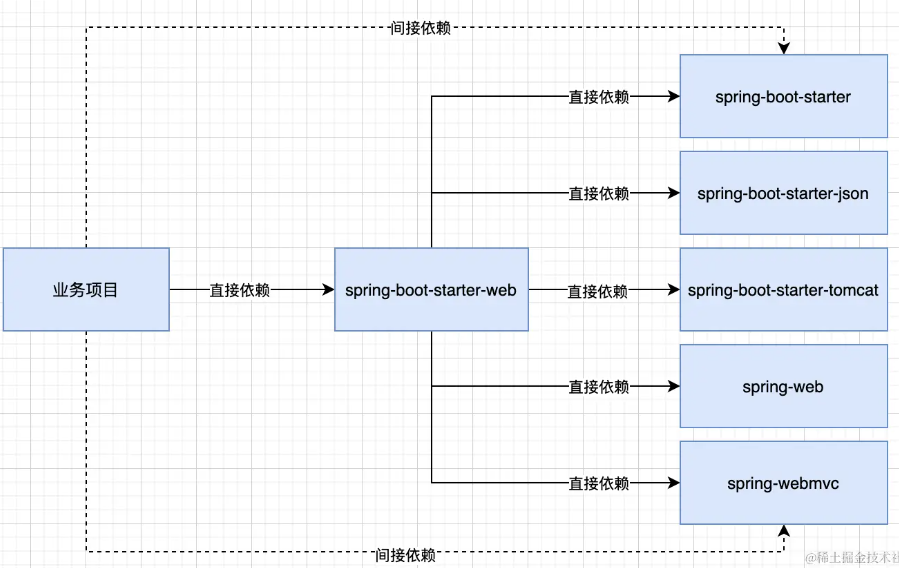 间接依赖
直接依赖
spring-boot-starter
直接依赖
spring-boot-starter-json
业务项目
直接依赖
spring-boot-starter-web
直接依赖
spring-boot-starter-tomcat
直接依赖
spring-web
直接依赖
spring-webmvc
间接依赖
@稀土掘金技术社